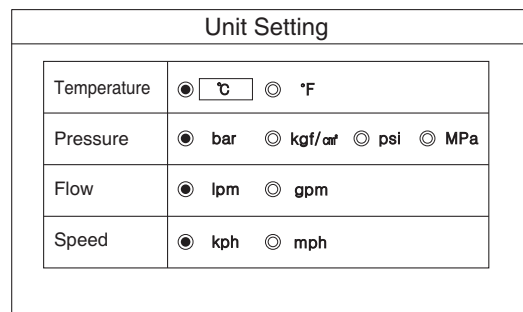 Unit Setting
Temperature ℃ °F
Pressure bar kgf/㎠ psi MPa
Flow lpm gpm
Speed kph mph